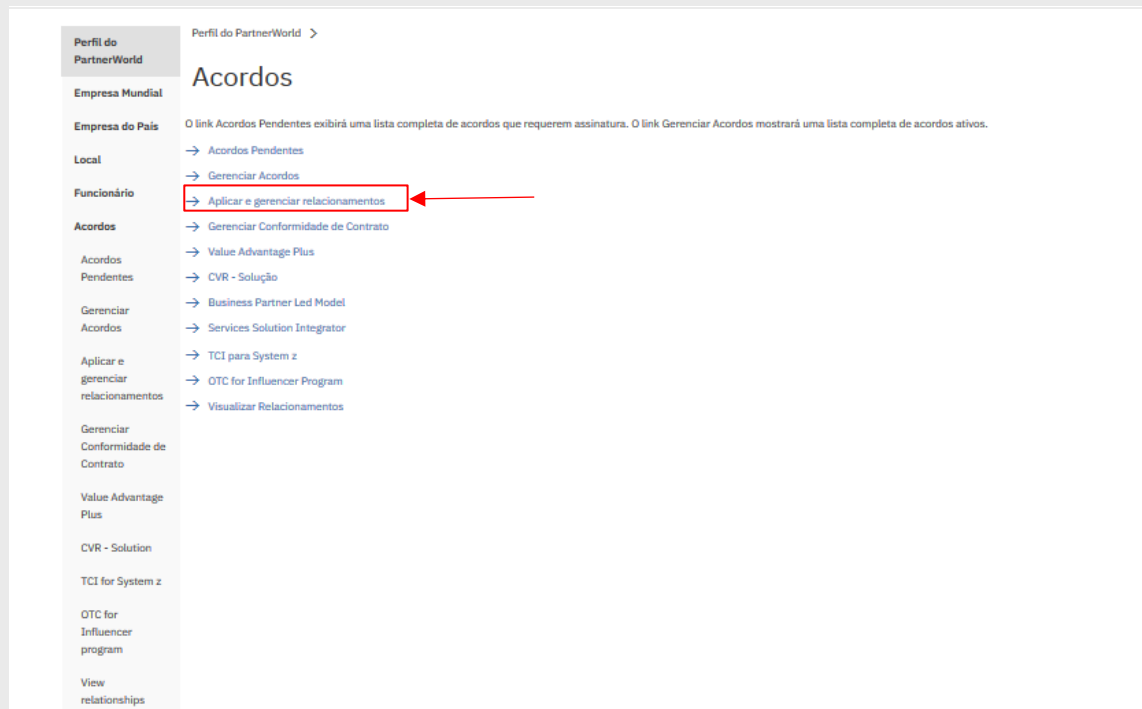 Perfil do
PartnerWorld
Empresa Mundial
Empresa do País
Local
Funcionário
Acordos
Acordos
Pendentes
Gerenciar
Acordos
Aplicar e
gerenciar
relacionamentos
Gerenciar
Conformidade de
Contrato
Value Advantage
Plus
CVR - Solution
TCI for System z
OTC for
Influencer
program
View
relationships
Perfil do PartnerWorld >
Acordos
O link Acordos Pendentes exibirá uma lista completa de acordos que requerem assinatura. O link Gerenciar Acordos mostrará uma lista completa de acordos ativos.
→ Acordos Pendentes
→ Gerenciar Acordos
→ Aplicar e gerenciar relacionamentos
→ Gerenciar Conformidade de Contrato
→ Value Advantage Plus
→ CVR - Solução
→ Business Partner Led Model
→ Services Solution Integrator
→ TCI para System z
→ OTC for Influencer Program
→ Visualizar Relacionamentos